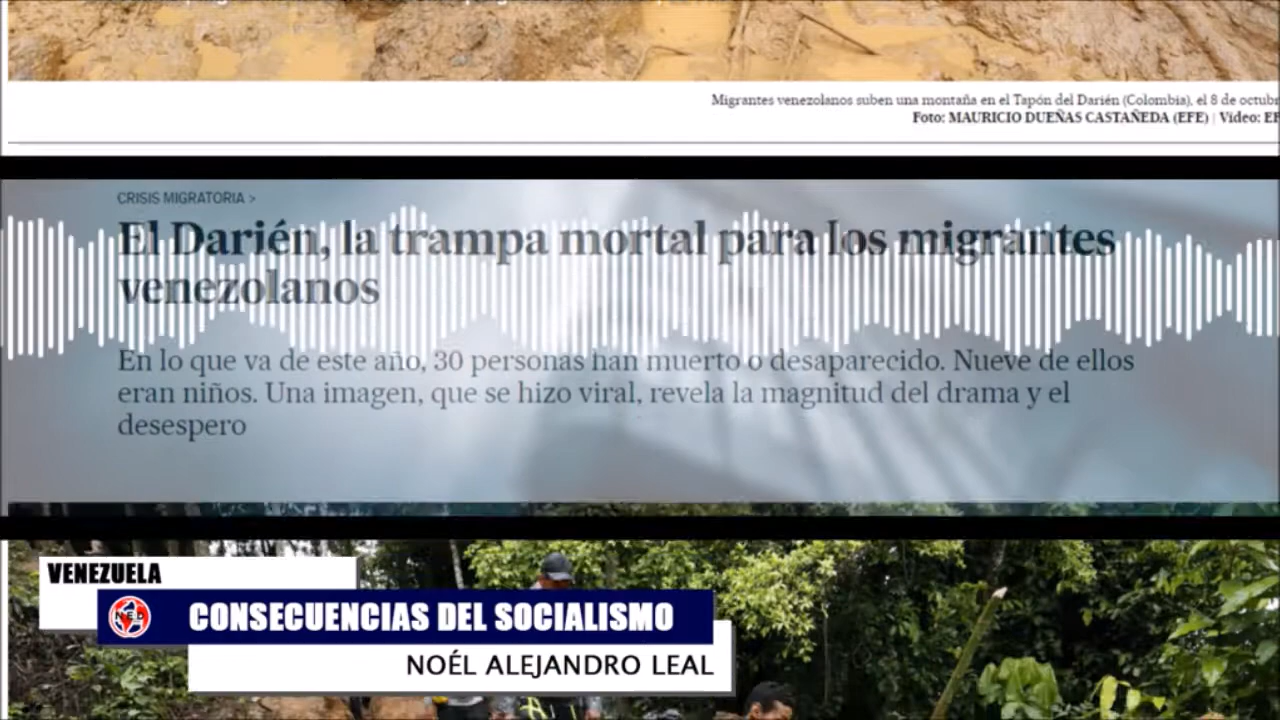 Migrantes venezolanos suben una montaña en el Tapón del Darién (Colombia), el 8 de octubr
Foto: MAURICIO DUEÑAS CASTAÑEDA (EFE) | Vídeo: EF
CRISIS MIGRATORIA >
El Darién, la trampa mortal para los migrantes
venezolanos
En lo que va de este año, 30 personas han muerto o desaparecido. Nueve de ellos
eran niños. Una imagen, que se hizo viral, revela la magnitud del drama y el
desespero
VENEZUELA
CONSECUENCIAS DEL SOCIALISMO
NOÉL ALEJANDRO LEAL